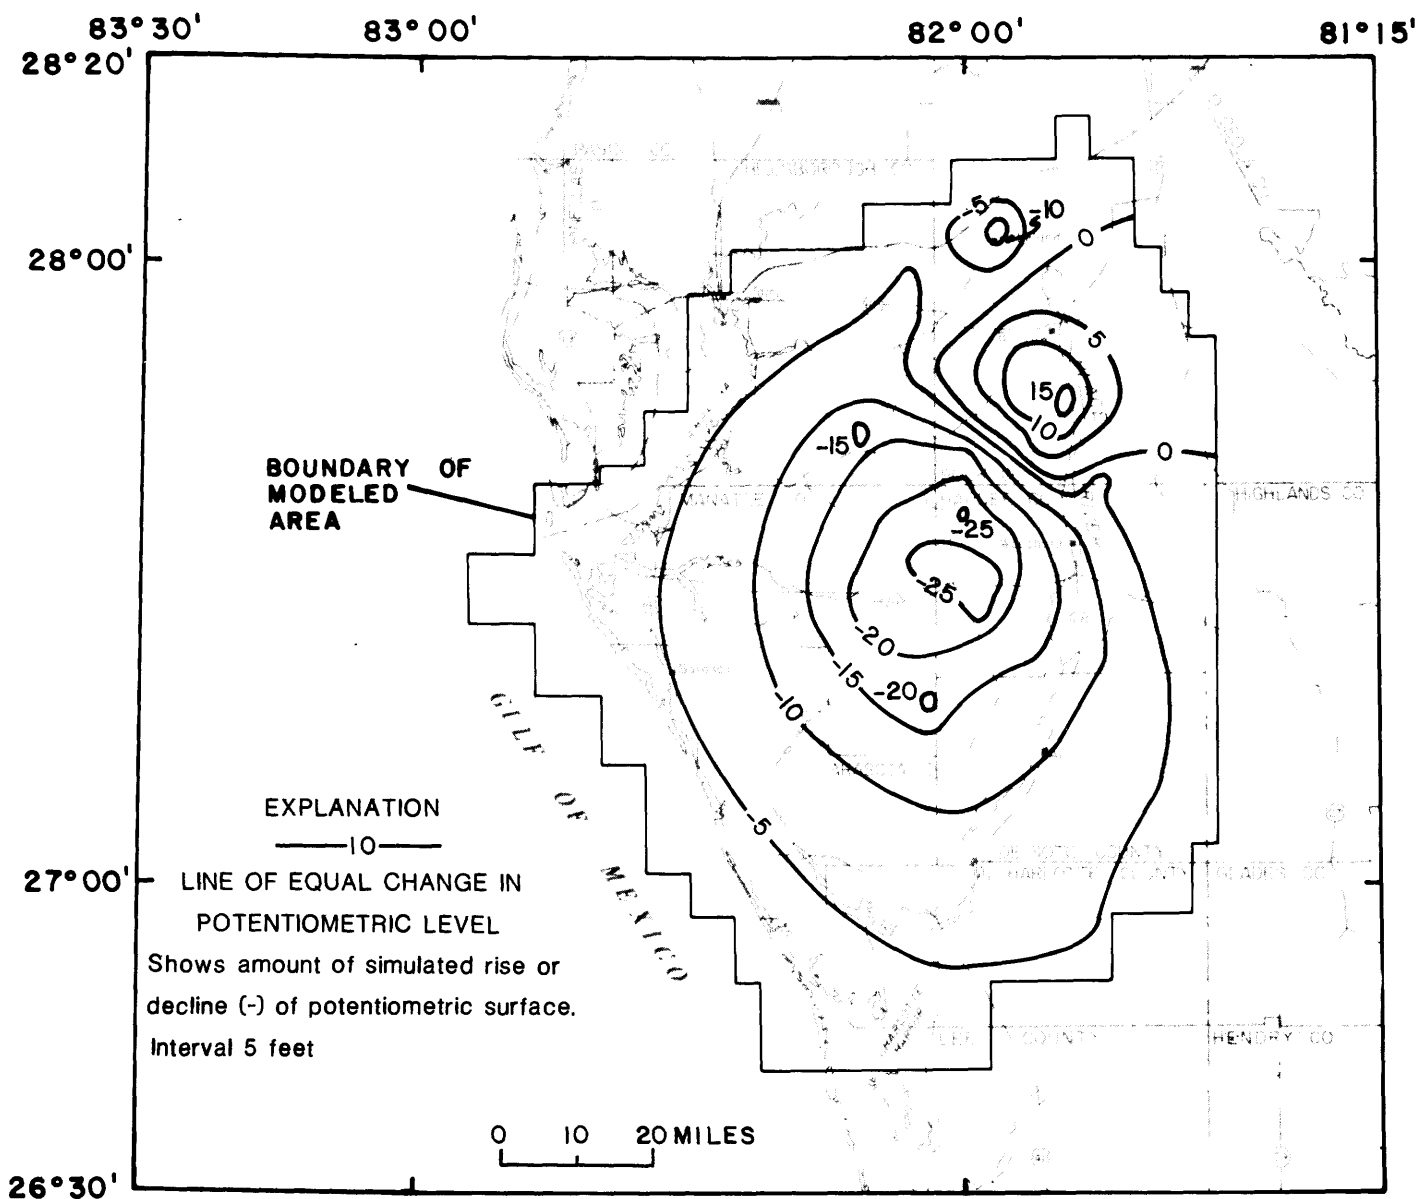 83°30' 83°00' 82°00' 81°15'
28°20'
28°00'
27°00'
26°30'
-5
-10
0
5
15
10
0
-15
-25
-25
-20
-15
-20
-10
-5
BOUNDARY OF
MODELED
AREA
HIGHLANDS CO
GULF OF MEXICO
GLADES CO
HENDRY CO
EXPLANATION
10
LINE OF EQUAL CHANGE IN
POTENTIOMETRIC LEVEL
Shows amount of simulated rise or
decline (-) of potentiometric surface.
Interval 5 feet
0 10 20 MILES